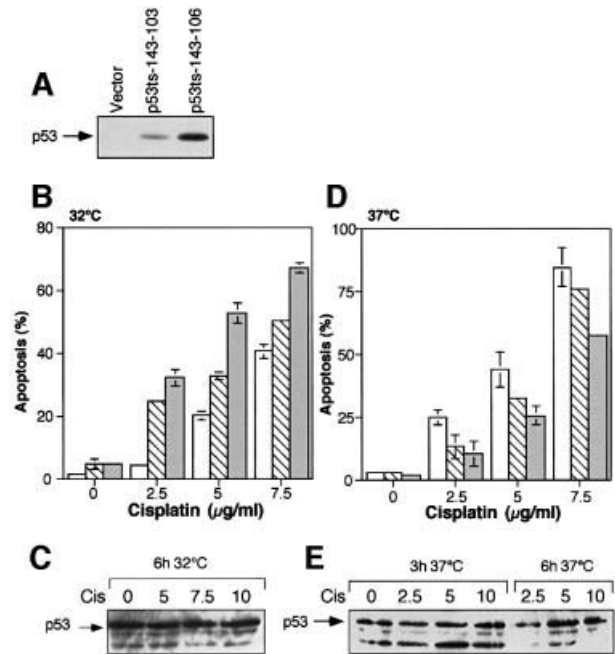 A
Vector
p53ts-143-103
p53ts-143-106
p53
B
32°C
Apoptosis (%)
80
60
40
20
0
0 2.5 5 7.5
Cisplatin (µg/ml)
D
37°C
Apoptosis (%)
100
75
50
25
0
0 2.5 5 7.5
Cisplatin (µg/ml)
C
6h 32°C
Cis 0 5 7.5 10
p53
E
3h 37°C 6h 37°C
Cis 0 2.5 5 10 2.5 5 10
p53